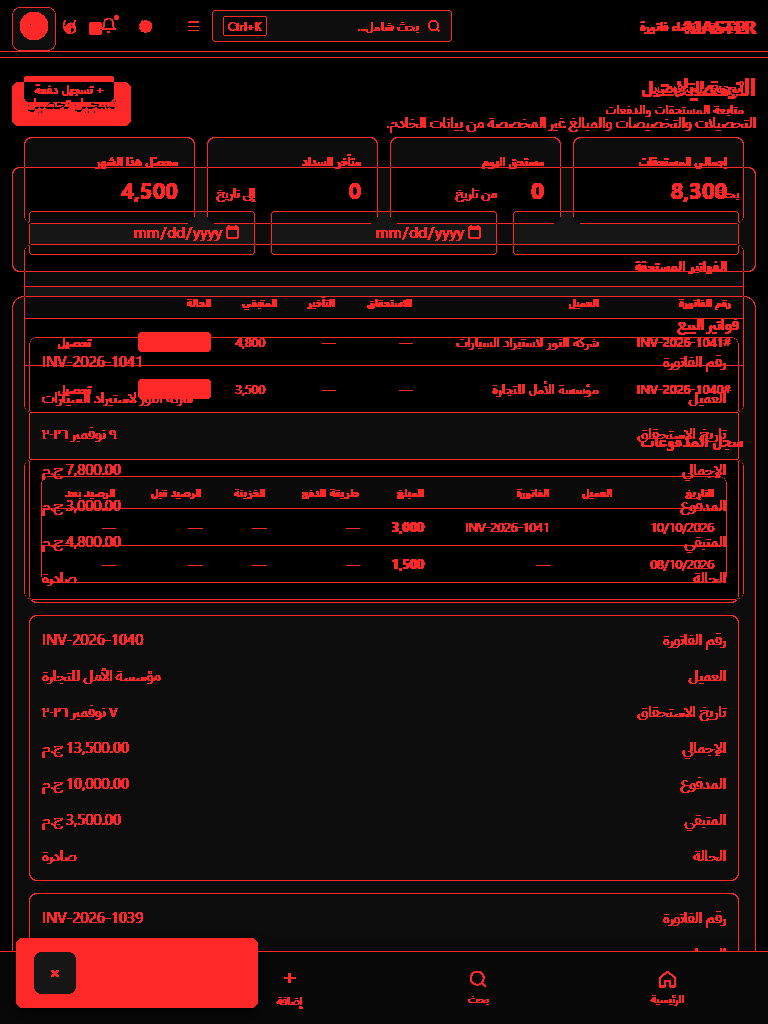 MASTER
بحث شامل... Ctrl+K
+ تسجيل دفعة
متابعة المستحقات والدفعات
التحصيلات والتخصيصات والمبالغ غير المخصصة من بيانات الخادم.
إجمالي المستحقات
8,300
مستحق اليوم
0
متأخر السداد
0
محصل هذا الشهر
4,500
من تاريخ
إلى تاريخ
mm/dd/yyyy
mm/dd/yyyy
الفواتير المستحقة
رقم الفاتورة العميل الاستحقاق التأخير المتبقي الحالة
فواتير البيع
#INV-2026-1041 شركة النور لاستيراد السيارات — — 4,800 تحصيل
رقم الفاتورة INV-2026-1041
#INV-2026-1040 مؤسسة الأمل للتجارة — — 3,500 تحصيل
العميل شركة النور لاستيراد السيارات
تاريخ الاستحقاق ٩ نوفمبر ٢٠٢٦
سجل المدفوعات
الإجمالي 7,800.00 ج.م
التاريخ العميل الفاتورة المبلغ طريقة الدفع الخزينة الرصيد قبل الرصيد بعد
المدفوع 3,000.00 ج.م
10/10/2026 INV-2026-1041 3,000 — — — —
المتبقي 4,800.00 ج.م
08/10/2026 — 1,500 — — — —
الحالة صادرة
رقم الفاتورة INV-2026-1040
العميل مؤسسة الأمل للتجارة
تاريخ الاستحقاق ٧ نوفمبر ٢٠٢٦
الإجمالي 13,500.00 ج.م
المدفوع 10,000.00 ج.م
المتبقي 3,500.00 ج.م
الحالة صادرة
رقم الفاتورة INV-2026-1039
الرئيسية
بحث
إضافة
×